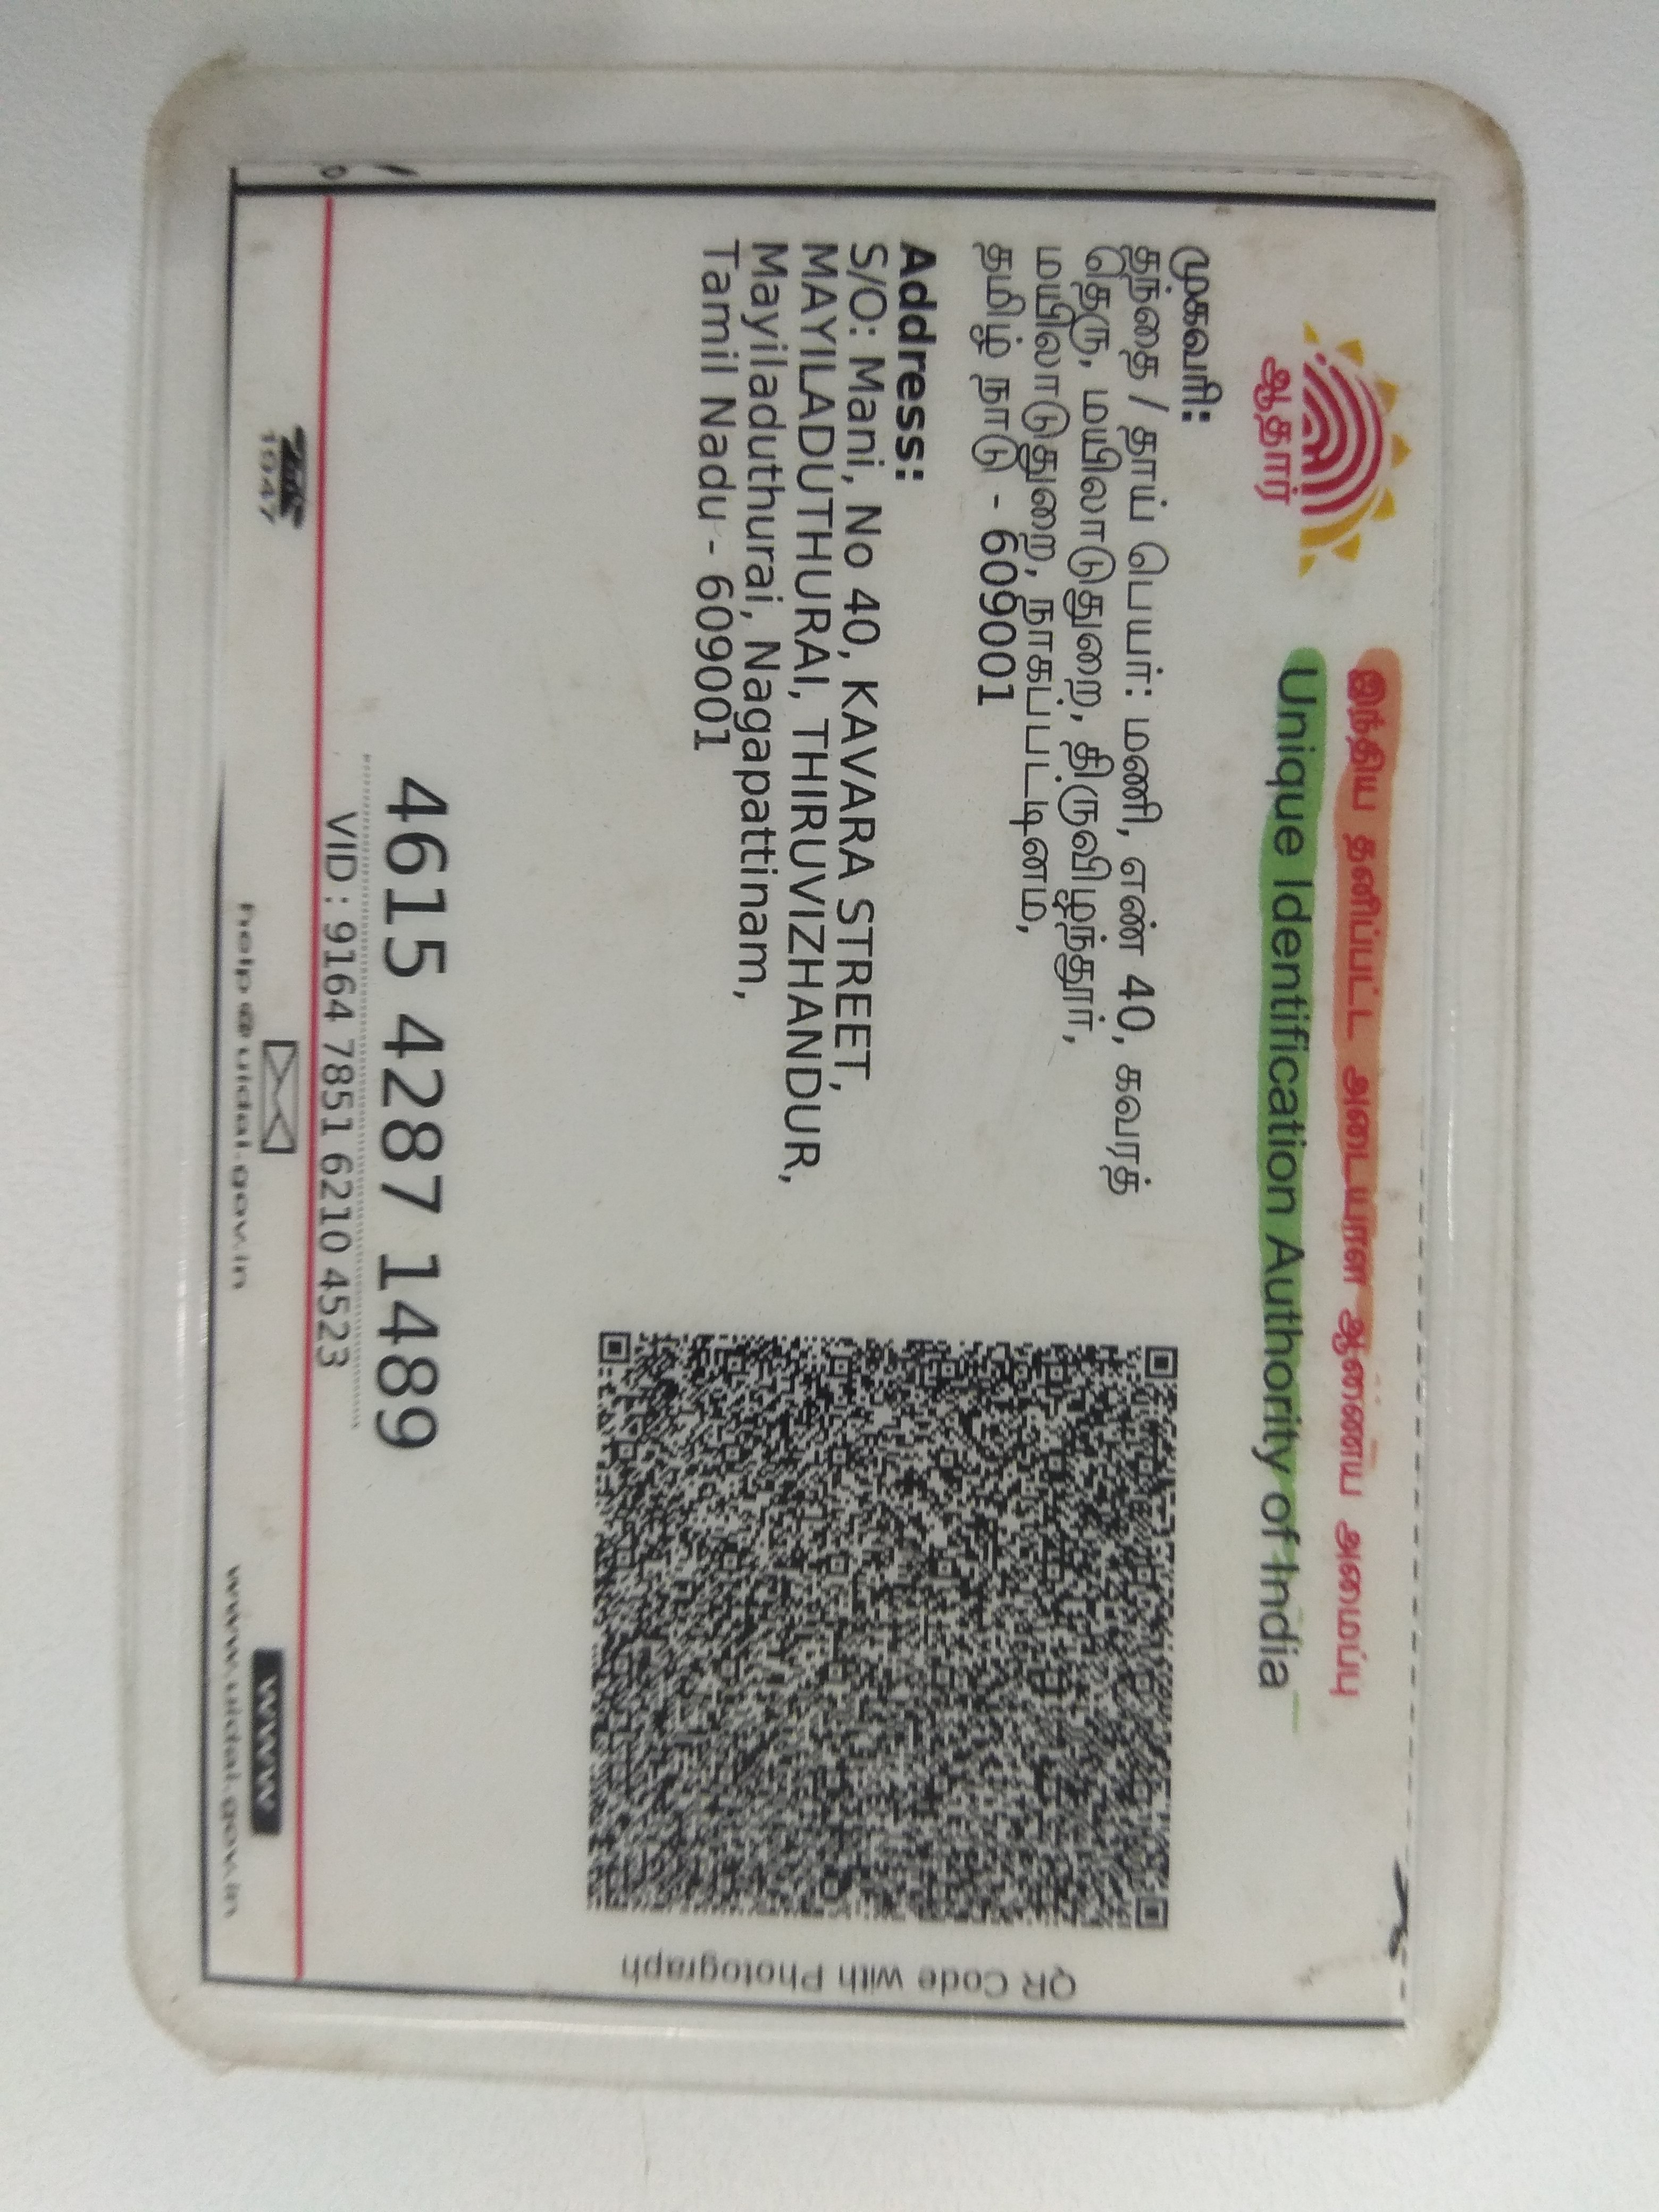 ஆதார்
இந்திய தனிப்பட்ட அடையாள ஆணைய அமைப்பு
Unique Identification Authority of India
முகவரி:
தந்தை / தாய் பெயர்: மணி, எண் 40, கவரத்
தெரு, மயிலாடுதுறை, திருவிழந்தூர்,
மயிலாடுதுறை, நாகப்பட்டினம்,
தமிழ் நாடு - 609001
Address:
S/O: Mani, No 40, KAVARA STREET,
MAYILADUTHURAI, THIRUVIZHANDUR,
Mayiladuthurai, Nagapattinam,
Tamil Nadu - 609001
QR Code with Photograph
4615 4287 1489
VID : 9164 7851 6210 4523
1947
help@uidai.gov.in
www
www.uidai.gov.in